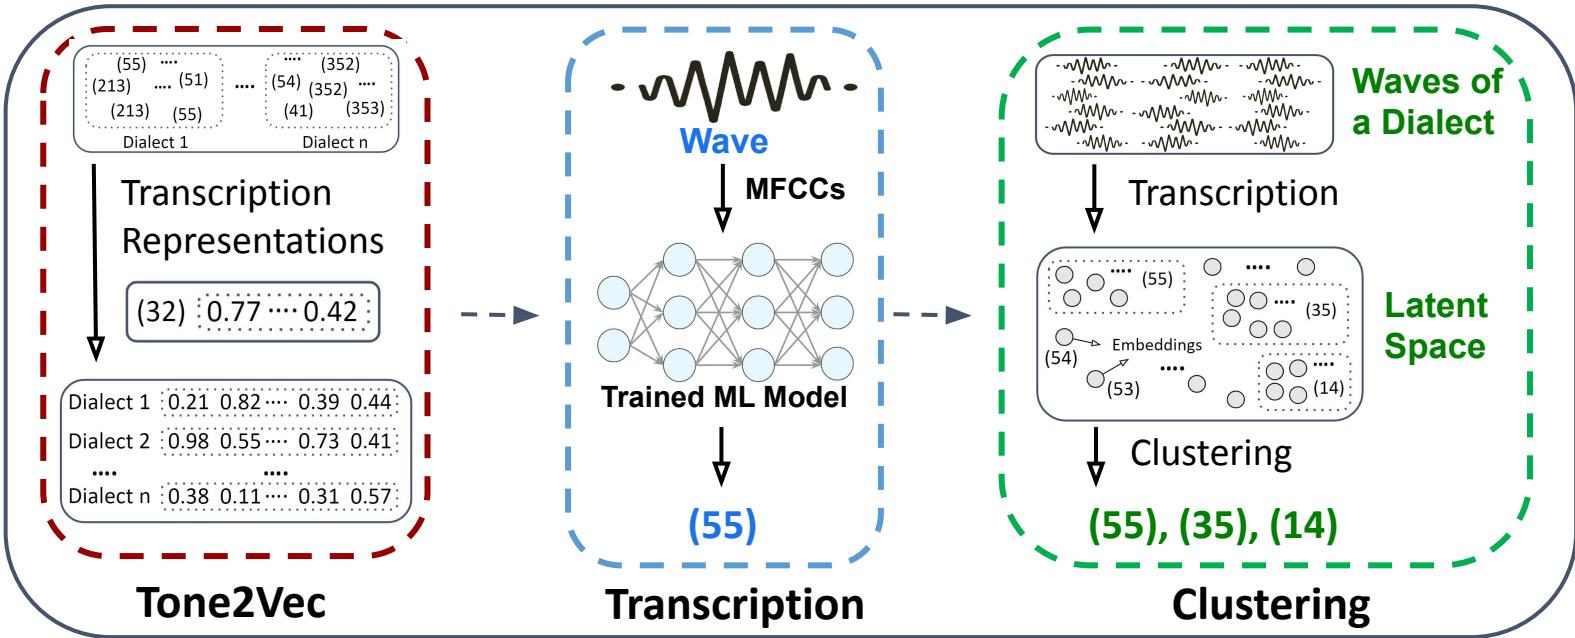 (55) ····
(213) ···· (51)
(213) (55)
Dialect 1
····
···· (352)
(54) (352) ····
(41) (353)
Dialect n
Transcription
Representations
(32) 0.77 ···· 0.42
Dialect 1 0.21 0.82 ···· 0.39 0.44
Dialect 2 0.98 0.55 ···· 0.73 0.41
···· ····
Dialect n 0.38 0.11 ···· 0.31 0.57
Tone2Vec
Wave
MFCCs
Trained ML Model
(55)
Transcription
Waves of
a Dialect
Transcription
···· (55)
····
···· (35)
(54) Embeddings
(53) ····
···· (14)
Latent
Space
Clustering
(55), (35), (14)
Clustering